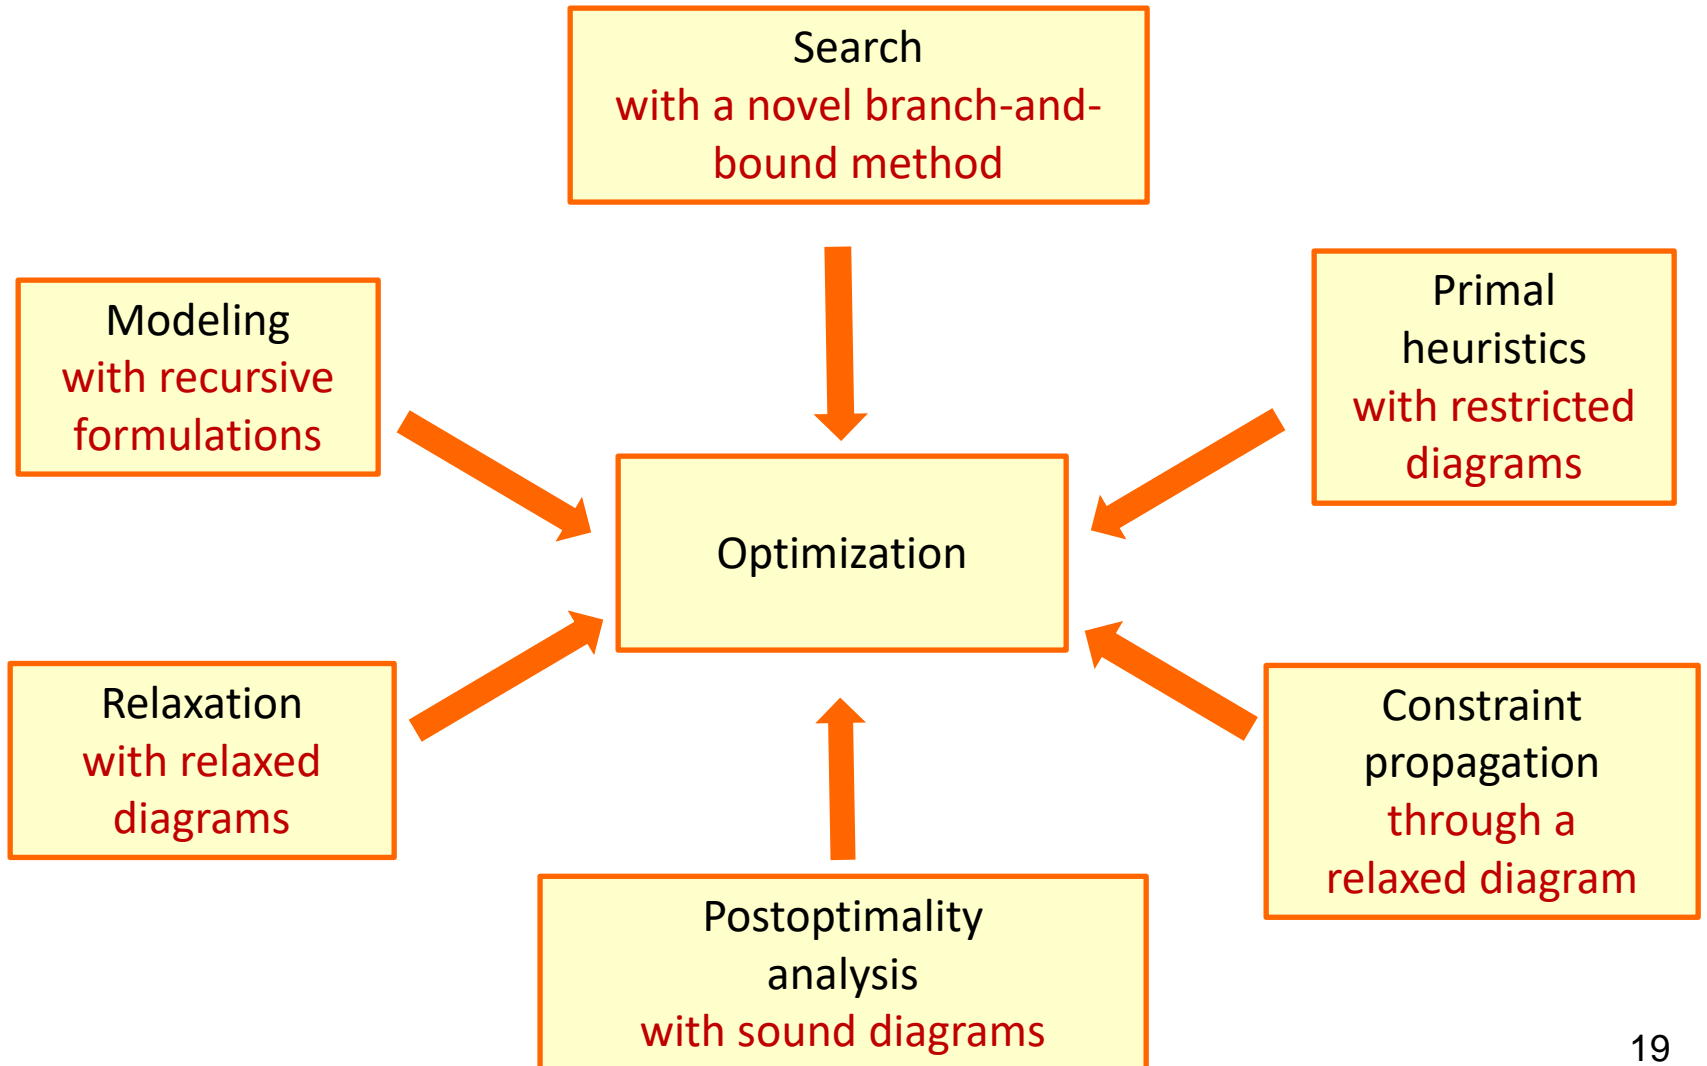 Search
with a novel branch-and-
bound method
Modeling
with recursive
formulations
Primal
heuristics
with restricted
diagrams
Optimization
Relaxation
with relaxed
diagrams
Constraint
propagation
through a
relaxed diagram
Postoptimality
analysis
with sound diagrams
19